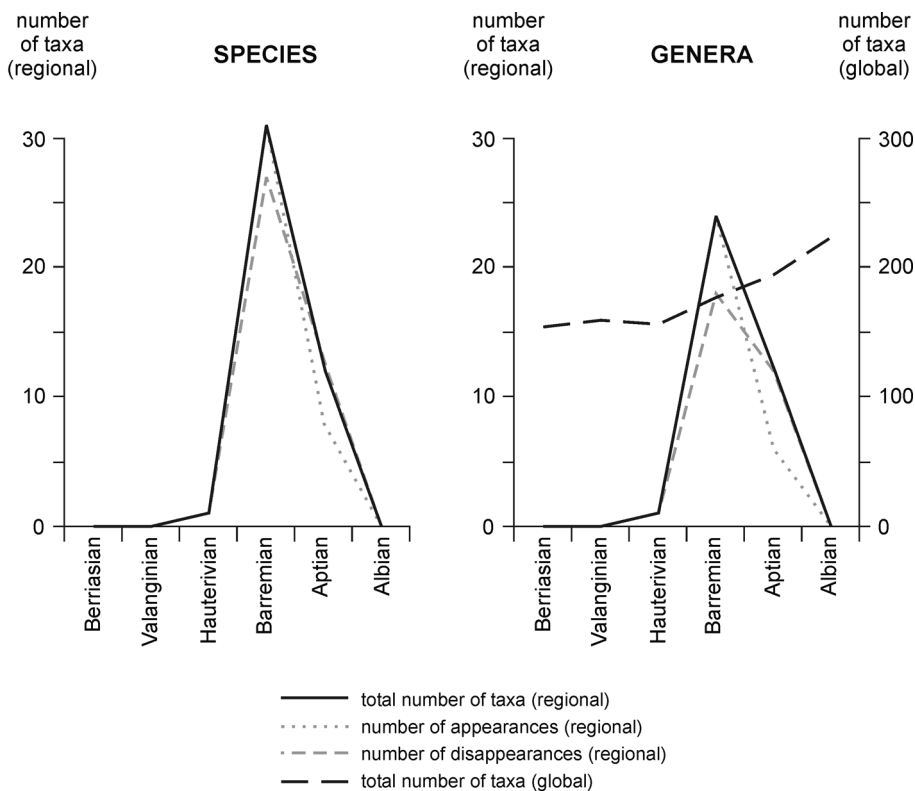 number
of taxa
(regional)
SPECIES
number
of taxa
(regional)
GENERA
number
of taxa
(global)
30
20
10
0
Berriasian
Valanginian
Hauterivian
Barremian
Aptian
Albian
30
20
10
0
300
200
100
0
Berriasian
Valanginian
Hauterivian
Barremian
Aptian
Albian
total number of taxa (regional)
number of appearances (regional)
number of disappearances (regional)
total number of taxa (global)